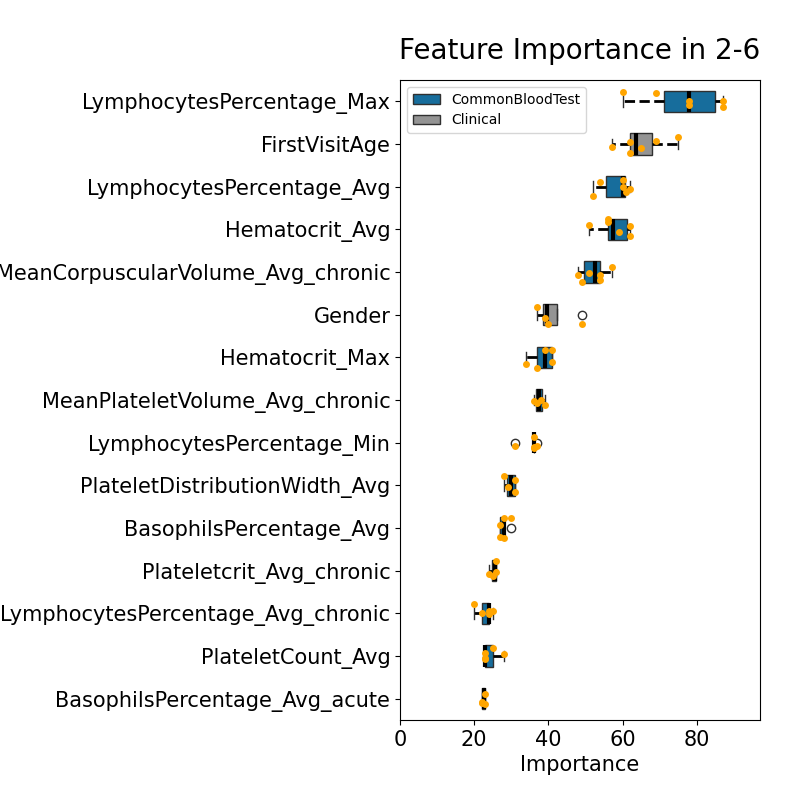 Feature Importance in 2-6
CommonBloodTest
Clinical
LymphocytesPercentage_Max
FirstVisitAge
LymphocytesPercentage_Avg
Hematocrit_Avg
MeanCorpuscularVolume_Avg_chronic
Gender
Hematocrit_Max
MeanPlateletVolume_Avg_chronic
LymphocytesPercentage_Min
PlateletDistributionWidth_Avg
BasophilsPercentage_Avg
Plateletcrit_Avg_chronic
LymphocytesPercentage_Avg_chronic
PlateletCount_Avg
BasophilsPercentage_Avg_acute
0 20 40 60 80
Importance